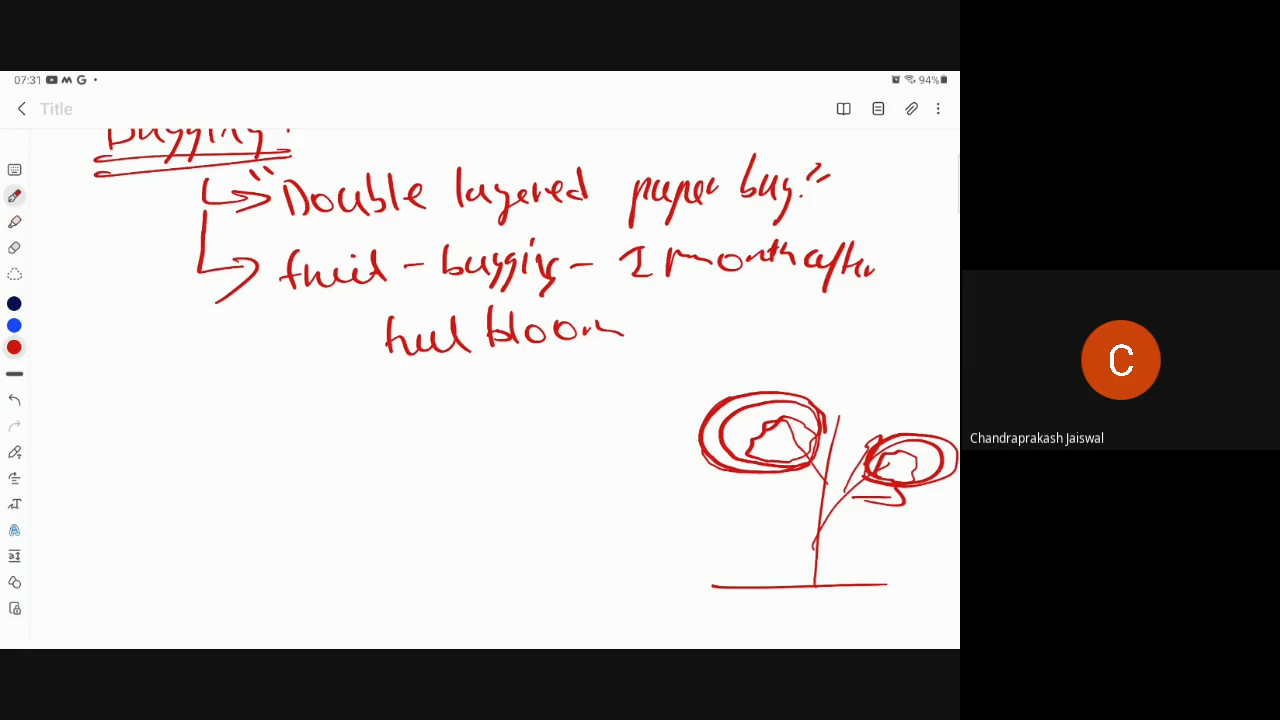 07:31
94%
Title
Bagging:
"Double layered paper bag."
fruit - bagging - 1 month after
full bloom
C
Chandraprakash Jaiswal